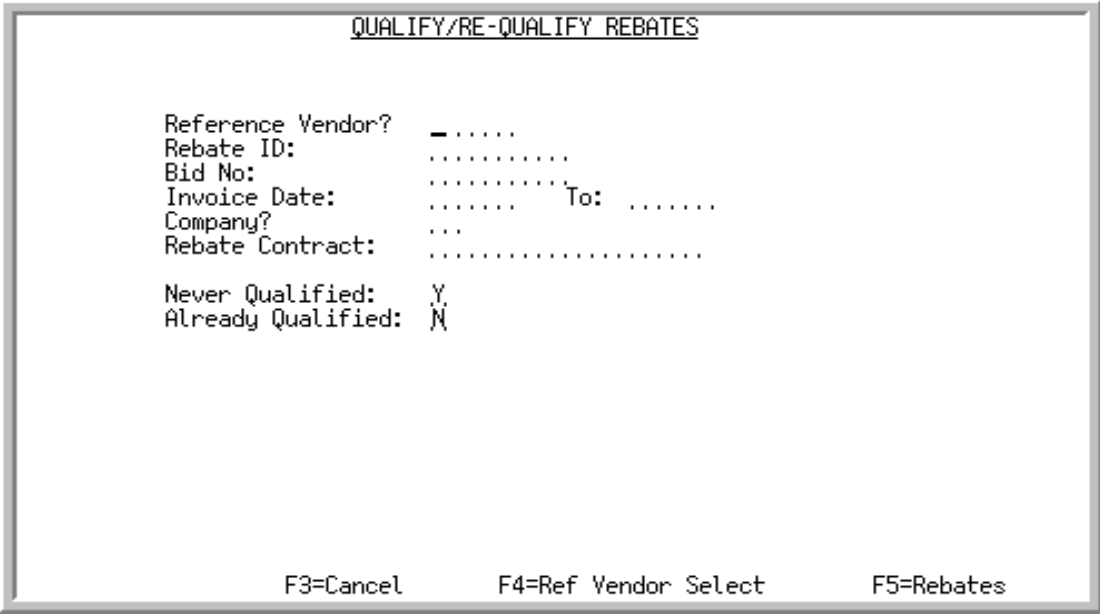 QUALIFY/RE-QUALIFY REBATES
Reference Vendor? _.....
Rebate ID: ...........
Bid No: ...........
Invoice Date: ....... To: .......
Company? ...
Rebate Contract: .....................
Never Qualified: Y
Already Qualified: N
F3=Cancel F4=Ref Vendor Select F5=Rebates